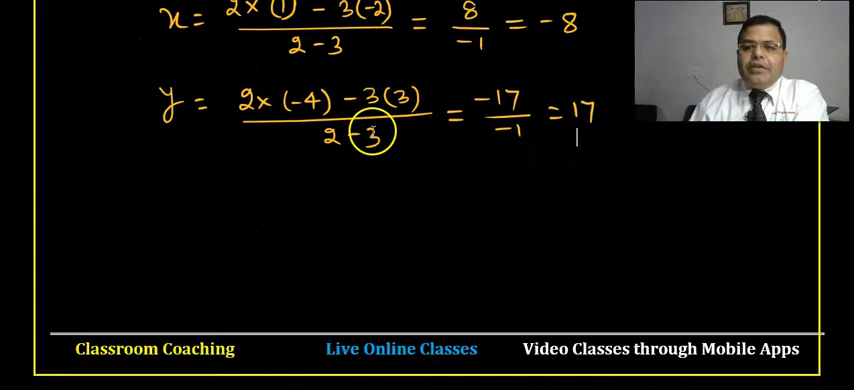 x = 2 × (1) - 3(-2) / 2 - 3 = 8 / -1 = -8
y = 2 × (-4) - 3(3) / 2 - 3 = -17 / -1 = 17
Classroom Coaching Live Online Classes Video Classes through Mobile Apps